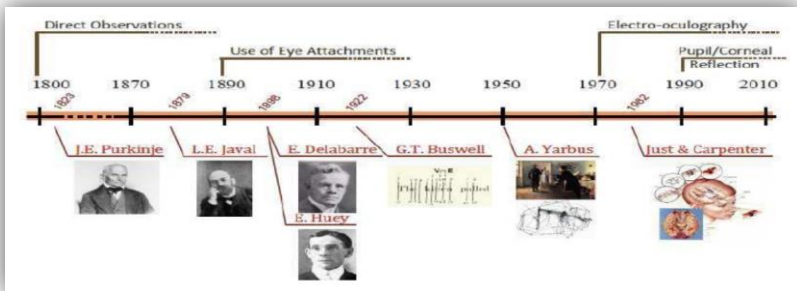 Direct Observations
Electro-oculography
Use of Eye Attachments
Pupil/Corneal
Reflection
1800 1870 1890 1910 1930 1950 1970 1990 2010
1823 1879 1922 1982
J.E. Purkinje L.E. Javal E. Delabarre G.T. Buswell A. Yarbus Just & Carpenter
E. Huey